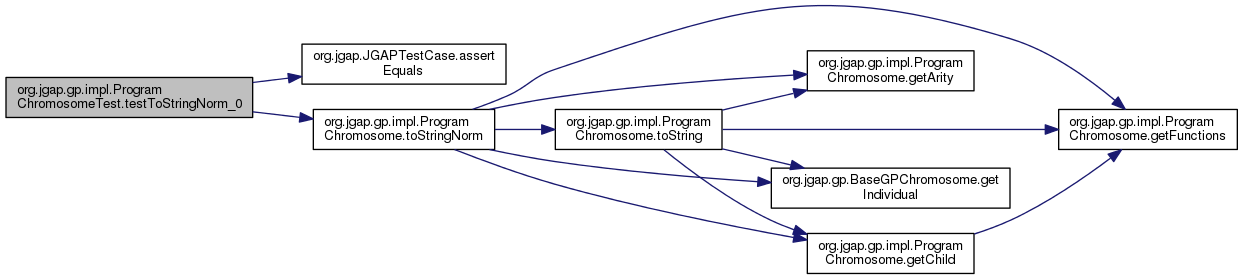 org.jgap.gp.impl.Program
ChromosomeTest.testToStringNorm_0
org.jgap.JGAPTestCase.assert
Equals
org.jgap.gp.impl.Program
Chromosome.toStringNorm
org.jgap.gp.impl.Program
Chromosome.toString
org.jgap.gp.impl.Program
Chromosome.getArity
org.jgap.gp.BaseGPChromosome.get
Individual
org.jgap.gp.impl.Program
Chromosome.getChild
org.jgap.gp.impl.Program
Chromosome.getFunctions